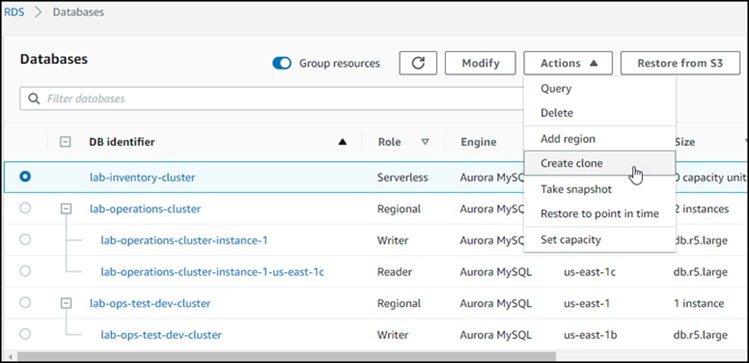 RDS > Databases
Databases Group resources Modify Actions ▲ Restore from S3
Filter databases
Query
Delete
Add region
Create clone
Take snapshot
Restore to point in time
Set capacity
DB identifier ▲ Role ▽ Engine Size
lab-inventory-cluster Serverless Aurora MySQL 0 capacity unit
lab-operations-cluster Regional Aurora MySQL 2 instances
lab-operations-cluster-instance-1 Writer Aurora MySQL db.r5.large
lab-operations-cluster-instance-1-us-east-1c Reader Aurora MySQL us-east-1c db.r5.large
lab-ops-test-dev-cluster Regional Aurora MySQL us-east-1 1 instance
lab-ops-test-dev-cluster Writer Aurora MySQL us-east-1b db.r5.large